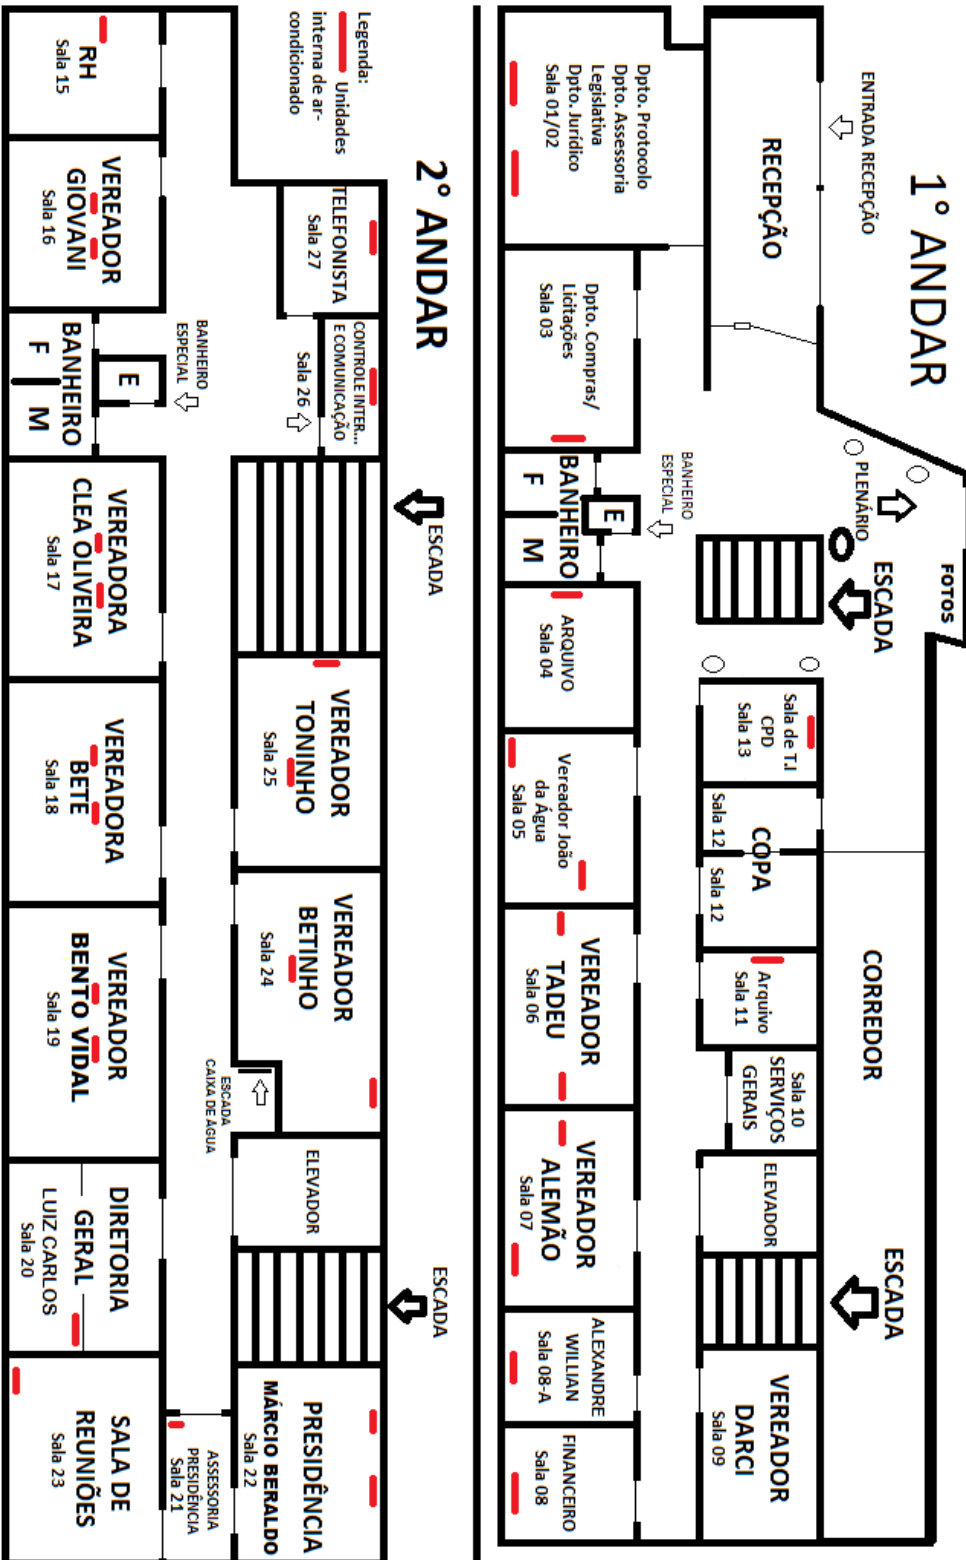 1° ANDAR
ENTRADA RECEPÇÃO
RECEPÇÃO
Dpto. Protocolo
Dpto. Assessoria
Legislativa
Dpto. Jurídico
Sala 01/02
Dpto. Compras/
Licitações
Sala 03
BANHEIRO
ESPECIAL
E
BANHEIRO
F
M
PLENÁRIO
ESCADA
FOTOS
ARQUIVO
Sala 04
Sala de T.I
CPD
Sala 13
Vereador João
da Água
Sala 05
COPA
Sala 12
Sala 12
CORREDOR
VEREADOR
TADEU
Sala 06
Arquivo
Sala 11
Sala 10
SERVIÇOS
GERAIS
VEREADOR
ALEMÃO
Sala 07
ELEVADOR
ESCADA
ALEXANDRE
WILLIAN
Sala 08-A
VEREADOR
DARCI
Sala 09
FINANCEIRO
Sala 08
2° ANDAR
Legenda:
Unidades
interna de ar-
condicionado
RH
Sala 15
VEREADOR
GIOVANI
Sala 16
TELEFONISTA
Sala 27
CONTROLE INTER...
E COMUNICAÇÃO
Sala 26
BANHEIRO
ESPECIAL
E
BANHEIRO
F
M
ESCADA
VEREADORA
CLEA OLIVEIRA
Sala 17
VEREADOR
TONINHO
Sala 25
VEREADORA
BETE
Sala 18
VEREADOR
BETINHO
Sala 24
VEREADOR
BENTO VIDAL
Sala 19
ESCADA
CAIXA DE ÁGUA
ELEVADOR
DIRETORIA
GERAL
LUIZ CARLOS
Sala 20
ESCADA
PRESIDÊNCIA
MÁRCIO BERALDO
Sala 22
ASSESSORIA
PRESIDÊNCIA
Sala 21
SALA DE
REUNIÕES
Sala 23